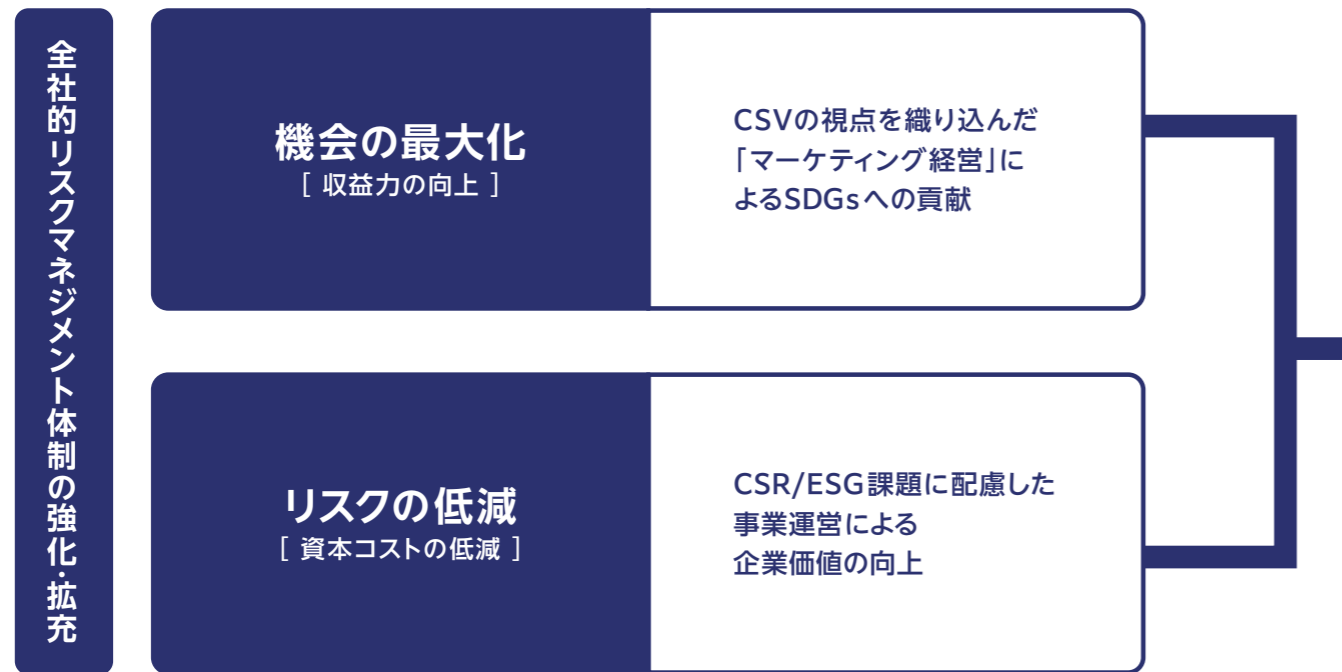 全社的リスクマネジメント体制の強化・拡充
機会の最大化
[ 収益力の向上 ]
CSVの視点を織り込んだ
「マーケティング経営」に
よるSDGsへの貢献
リスクの低減
[ 資本コストの低減 ]
CSR/ESG課題に配慮した
事業運営による
企業価値の向上